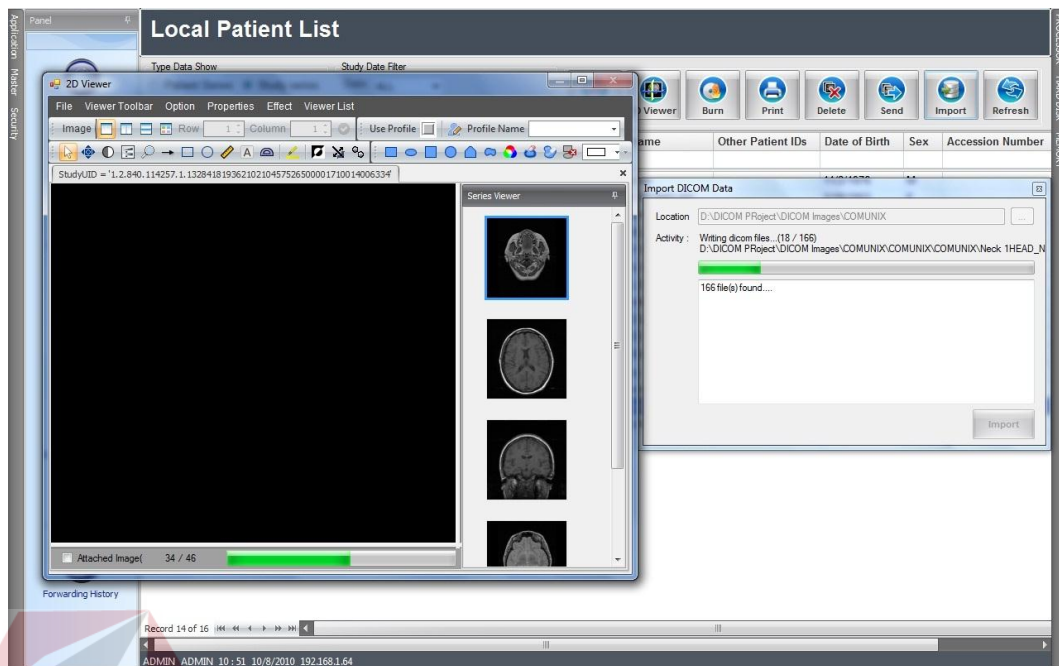 Application Master Security
Panel
Local Patient List
Type Data Show
Study Date Filter
2D Viewer
File Viewer Toolbar Option Properties Effect Viewer List
Image Row 1 Column 1 Use Profile Profile Name
StudyUID = '1.2.840.114257.1.1328418193621021045752650000171001400633
Series Viewer
Attached Image( 34 / 46
Viewer Burn Print Delete Send Import Refresh
ame Other Patient IDs Date of Birth Sex Accession Number
Import DICOM Data
Location D:\DICOM PRoject\DICOM Images\COMUNIX ...
Activity : Writing dicom files...(18 / 166)
D:\DICOM PRoject\DICOM Images\COMUNIX\COMUNIX\COMUNIX\Neck 1HEAD_N
166 file(s) found....
Import
Forwarding History
Record 14 of 16
ADMIN ADMIN 10 : 51 10/8/2010 192.168.1.64